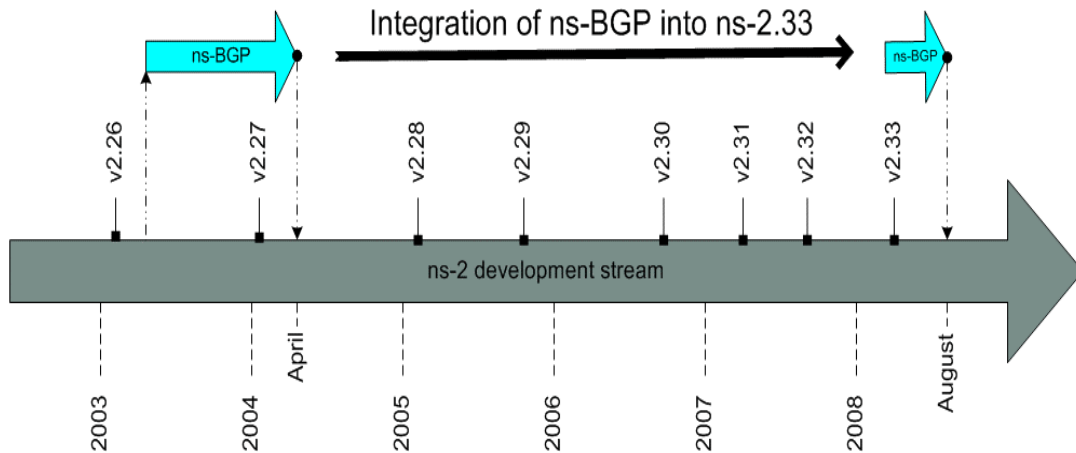 Integration of ns-BGP into ns-2.33
ns-BGP
ns-BGP
v2.26
v2.27
v2.28
v2.29
v2.30
v2.31
v2.32
v2.33
ns-2 development stream
2003
2004
April
2005
2006
2007
2008
August